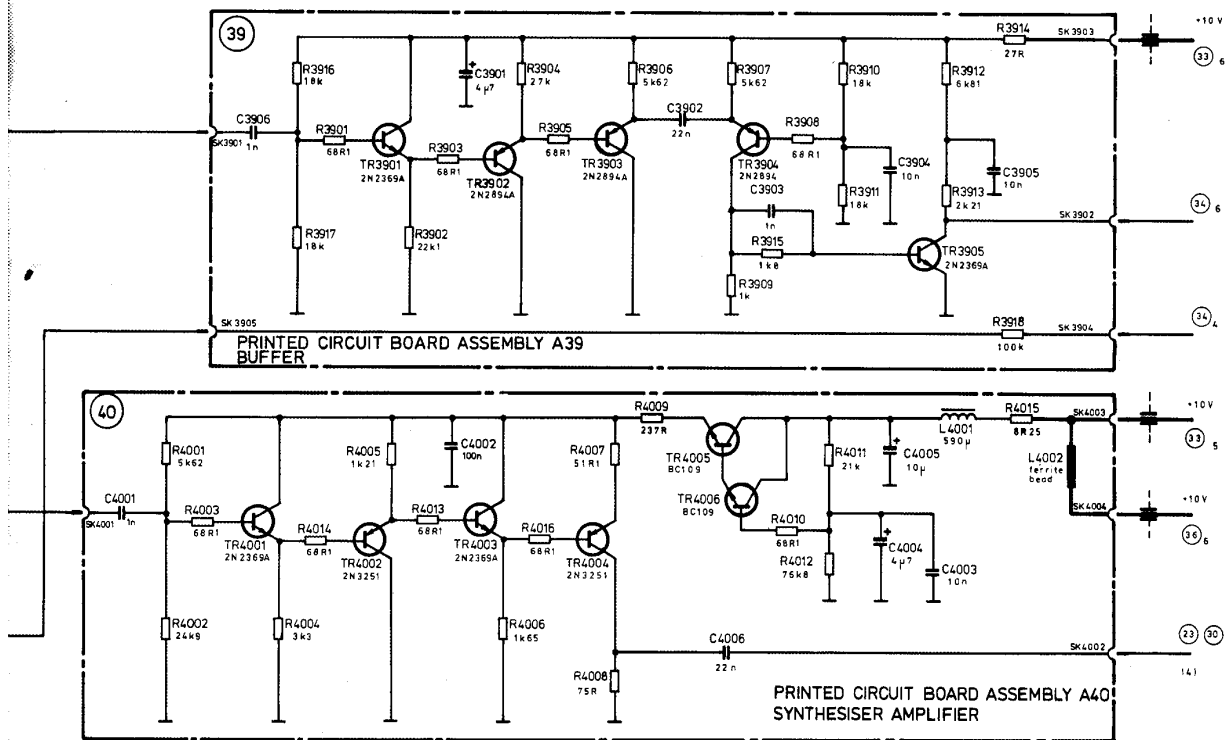 39
R3914
27R
SK3903
+10 V
33 6
R3916
18k
C3901
4µ7
R3904
27k
R3906
5k62
R3907
5k62
R3910
18k
R3912
6k81
C3906
1n
SK3901
R3901
68R1
TR3901
2N2369A
R3903
68R1
TR3902
2N2894A
R3905
68R1
TR3903
2N2894A
C3902
22n
TR3904
2N2894
R3908
68R1
C3904
10n
C3905
10n
C3903
1n
R3911
18k
R3913
2k21
SK3902
34 6
R3917
18k
R3902
22k1
R3915
1k8
R3909
1k
TR3905
2N2369A
SK3905
R3918
100k
SK3904
34 4
PRINTED CIRCUIT BOARD ASSEMBLY A39
BUFFER
40
R4001
5k62
R4005
1k21
C4002
100n
R4007
51R1
R4009
237R
TR4005
BC109
TR4006
BC109
R4011
21k
C4005
10µ
L4001
590µ
R4015
8R25
SK4003
+10V
33 5
L4002
ferrite
bead
SK4004
+10V
36 6
C4001
1n
SK4001
R4003
68R1
TR4001
2N2369A
R4014
68R1
TR4002
2N3251
R4013
68R1
TR4003
2N2369A
R4016
68R1
TR4004
2N3251
R4010
68R1
R4012
76k8
C4004
4µ7
C4003
10n
R4002
24k9
R4004
3k3
R4006
1k65
R4008
75R
C4006
22n
SK4002
23 30
(4)
PRINTED CIRCUIT BOARD ASSEMBLY A40
SYNTHESISER AMPLIFIER